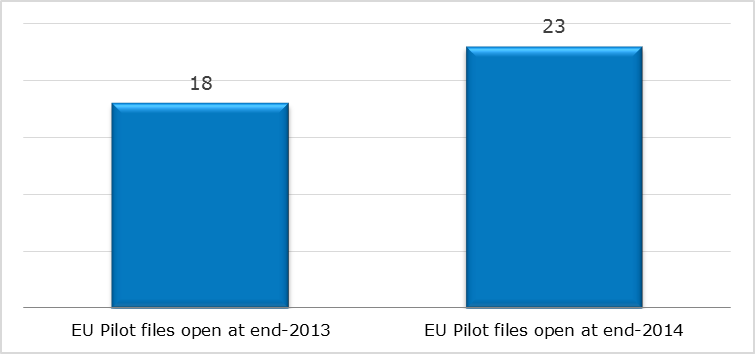 23
18
EU Pilot files open at end-2013
EU Pilot files open at end-2014